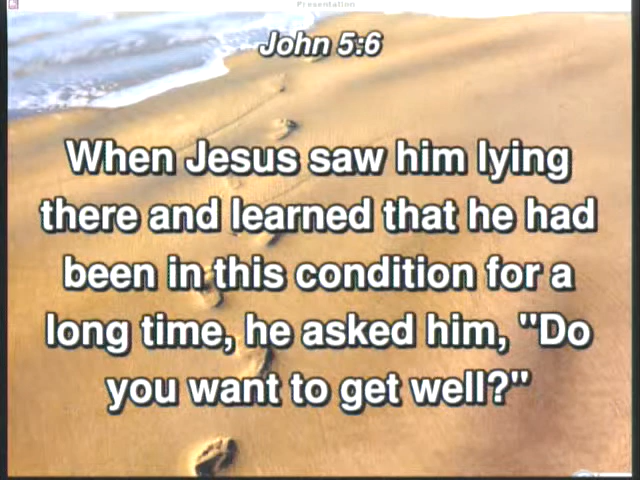 Presentation
John 5:6
When Jesus saw him lying
there and learned that he had
been in this condition for a
long time, he asked him, "Do
you want to get well?"